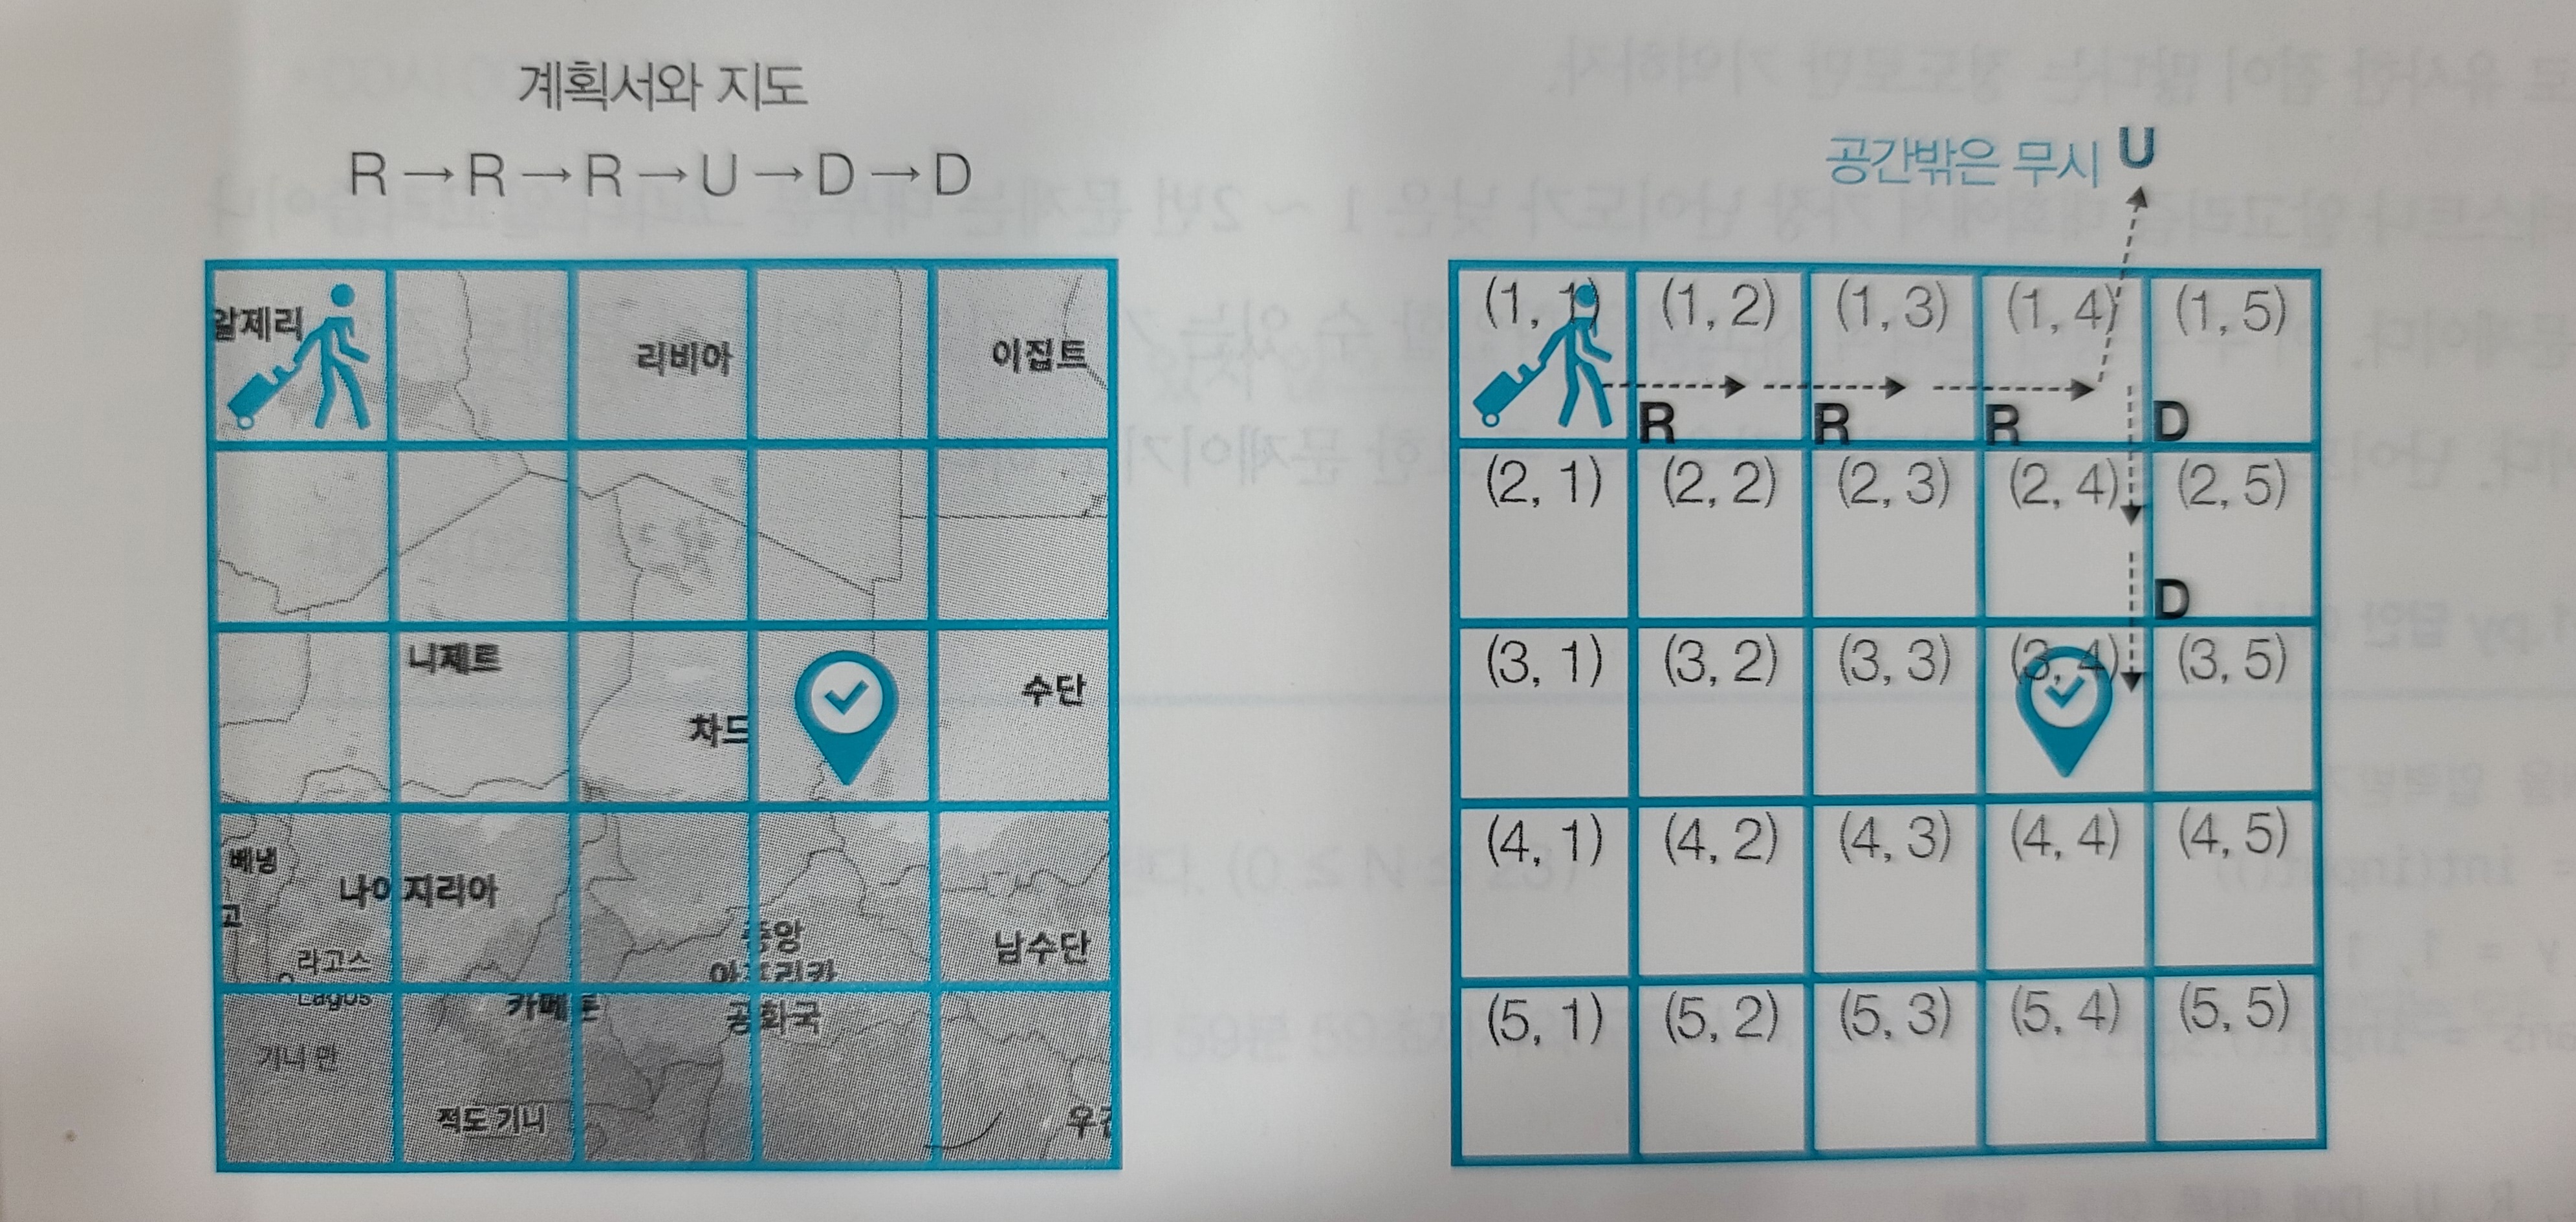 계획서와 지도
R→R→R→U→D→D
알제리
리비아
이집트
니제트
차드
수단
베냉
나이지리아
고
라고스
Lagos
중앙
아프리카
공화국
남수단
카메룬
기니 만
적도 기니
공간밖은 무시 U
(1, 1) (1, 2) (1, 3) (1, 4) (1, 5)
R R R D
(2, 1) (2, 2) (2, 3) (2, 4) (2, 5)
D
(3, 1) (3, 2) (3, 3) (3, 4) (3, 5)
(4, 1) (4, 2) (4, 3) (4, 4) (4, 5)
(5, 1) (5, 2) (5, 3) (5, 4) (5, 5)